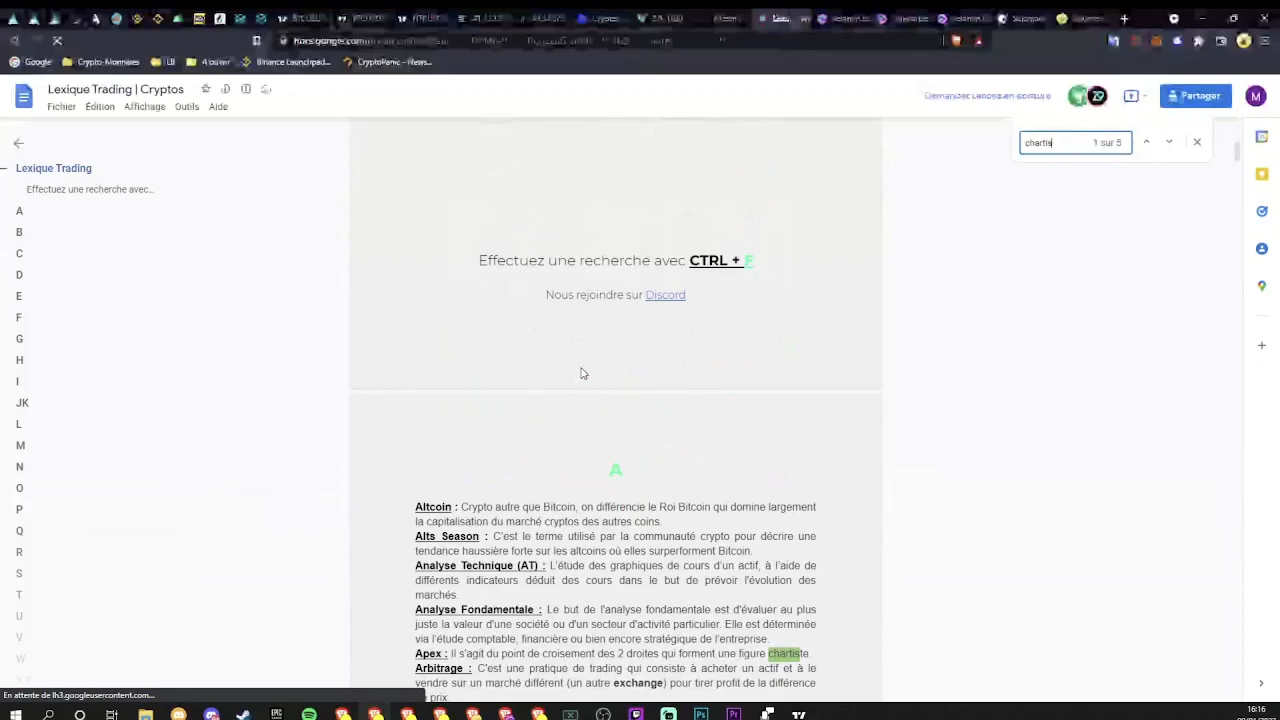 Google
Crypto-Monnaies
LB
Binance Launchpad...
CryptoPanic - News...
Lexique Trading | Cryptos
Fichier Édition Affichage Outils Aide
Partager
M
chartis 1 sur 5
Lexique Trading
Effectuez une recherche avec...
A
B
C
D
E
F
G
H
I
JK
L
M
N
O
P
Q
R
S
T
U
V
W
X Y
Effectuez une recherche avec CTRL + F
Nous rejoindre sur Discord
A
Altcoin : Crypto autre que Bitcoin, on différencie le Roi Bitcoin qui domine largement
la capitalisation du marché cryptos des autres coins.
Alts Season : C'est le terme utilisé par la communauté crypto pour décrire une
tendance haussière forte sur les altcoins où elles surperforment Bitcoin.
Analyse Technique (AT) : L'étude des graphiques de cours d'un actif, à l'aide de
différents indicateurs déduit des cours dans le but de prévoir l'évolution des
marchés.
Analyse Fondamentale : Le but de l'analyse fondamentale est d'évaluer au plus
juste la valeur d'une société ou d'un secteur d'activité particulier. Elle est déterminée
via l'étude comptable, financière ou bien encore stratégique de l'entreprise.
Apex : Il s'agit du point de croisement des 2 droites qui forment une figure chartiste
Arbitrage : C'est une pratique de trading qui consiste à acheter un actif et à le
vendre sur un marché différent (un autre exchange) pour tirer profit de la différence
prix.
En attente de lh3.googleusercontent.com...
16:16